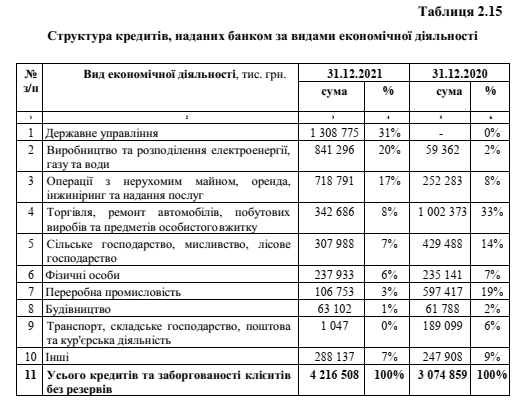 Таблиця 2.15
Структура кредитів, наданих банком за видами економічної діяльності
№ з/п Вид економічної діяльності, тис. грн. 31.12.2021 31.12.2020
сума % сума %
1 2 3 4 5 6
1 Державне управління 1 308 775 31% - 0%
2 Виробництво та розподілення електроенергії, 841 296 20% 59 362 2%
газу та води
3 Операції з нерухомим майном, оренда, 718 791 17% 252 283 8%
інжиніринг та надання послуг
4 Торгівля, ремонт автомобілів, побутових 342 686 8% 1 002 373 33%
виробів та предметів особистоговжитку
5 Сільське господарство, мисливство, лісове 307 988 7% 429 488 14%
господарство
6 Фізичні особи 237 933 6% 235 141 7%
7 Переробна промисловість 106 753 3% 597 417 19%
8 Будівництво 63 102 1% 61 788 2%
9 Транспорт, складське господарство, поштова 1 047 0% 189 099 6%
та кур'єрська діяльність
10 Інші 288 137 7% 247 908 9%
11 Усього кредитів та заборгованості клієнтів 4 216 508 100% 3 074 859 100%
без резервів